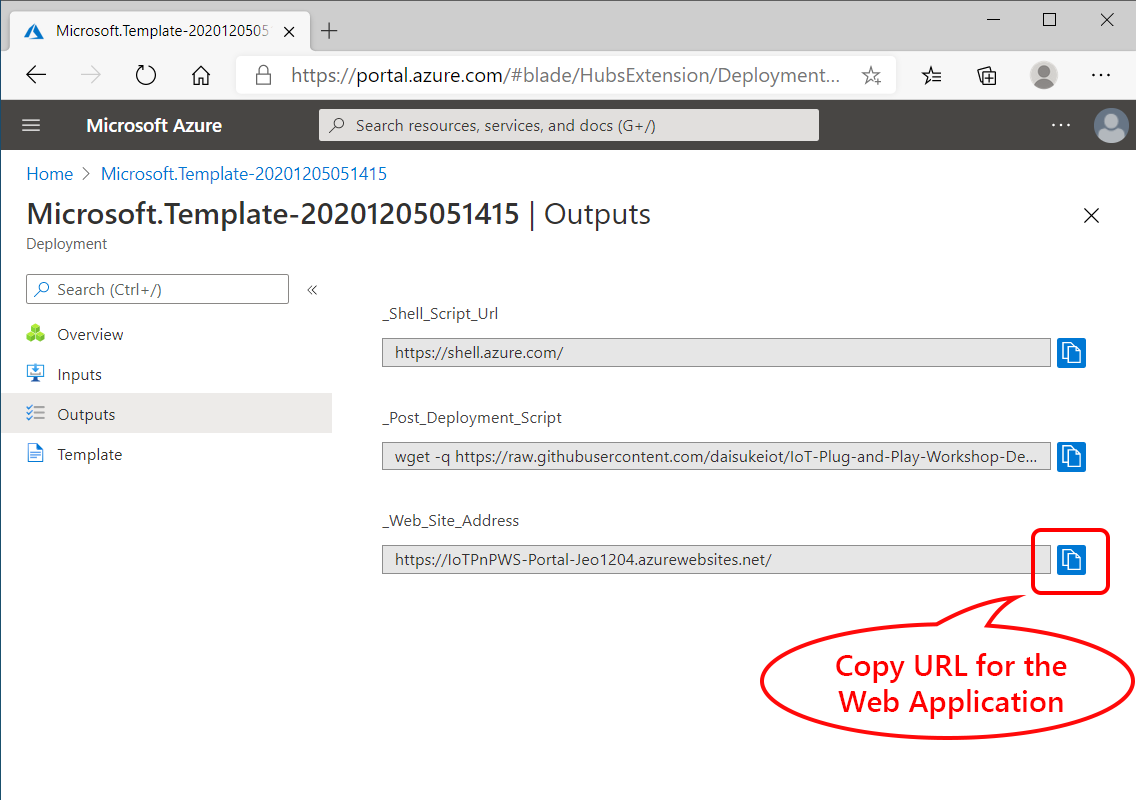 Microsoft.Template-2020120505
https://portal.azure.com/#blade/HubsExtension/Deployment...
Microsoft Azure
Search resources, services, and docs (G+/)
Home > Microsoft.Template-20201205051415
Microsoft.Template-20201205051415 | Outputs
Deployment
Search (Ctrl+/)
Overview
Inputs
Outputs
Template
_Shell_Script_Url
https://shell.azure.com/
_Post_Deployment_Script
wget -q https://raw.githubusercontent.com/daisukeiot/IoT-Plug-and-Play-Workshop-De...
_Web_Site_Address
https://IoTPnPWS-Portal-Jeo1204.azurewebsites.net/
Copy URL for the
Web Application